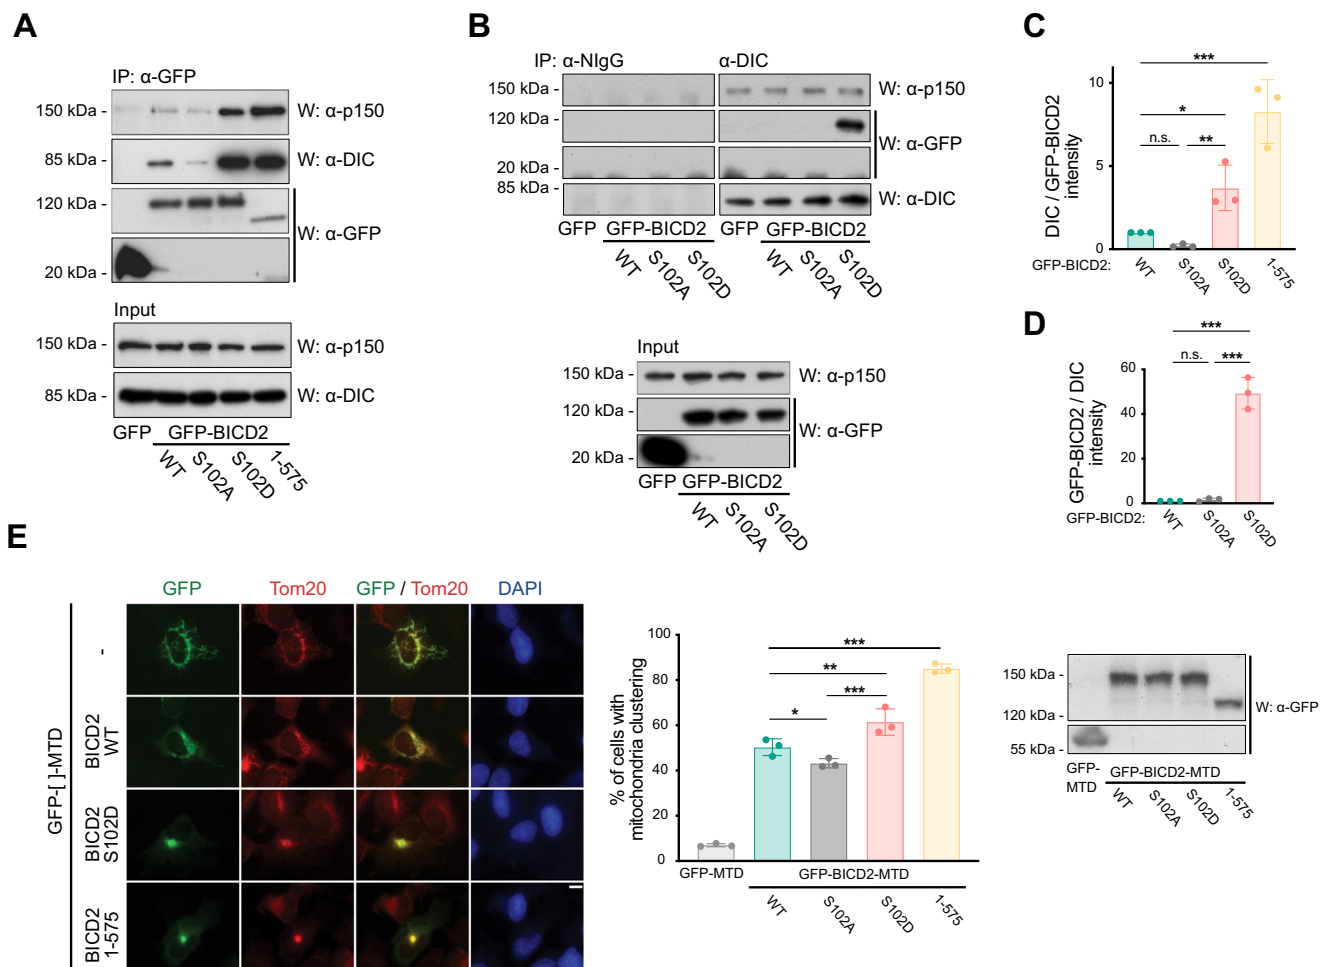 A
IP: α-GFP
150 kDa -
W: α-p150
85 kDa -
W: α-DIC
120 kDa -
W: α-GFP
20 kDa -
Input
150 kDa -
W: α-p150
85 kDa -
W: α-DIC
GFP GFP-BICD2
WT S102A S102D 1-575
B
IP: α-NIgG α-DIC
150 kDa -
W: α-p150
120 kDa -
W: α-GFP
20 kDa -
85 kDa -
W: α-DIC
GFP GFP-BICD2 GFP GFP-BICD2
WT S102A S102D WT S102A S102D
Input
150 kDa -
W: α-p150
120 kDa -
W: α-GFP
20 kDa -
GFP GFP-BICD2
WT S102A S102D
C
DIC / GFP-BICD2
intensity
10
5
0
***
*
n.s. **
GFP-BICD2: WT S102A S102D 1-575
D
GFP-BICD2 / DIC
intensity
60
40
20
0
***
n.s. ***
GFP-BICD2: WT S102A S102D
E
GFP Tom20 GFP / Tom20 DAPI
GFP-[ ]-MTD
-
BICD2
WT
BICD2
S102D
BICD2
1-575
% of cells with
mitochondria clustering
100
80
60
40
20
0
***
**
***
*
GFP-MTD GFP-BICD2-MTD
WT S102A S102D 1-575
150 kDa -
120 kDa -
W: α-GFP
55 kDa -
GFP-
MTD
GFP-BICD2-MTD
WT S102A S102D 1-575